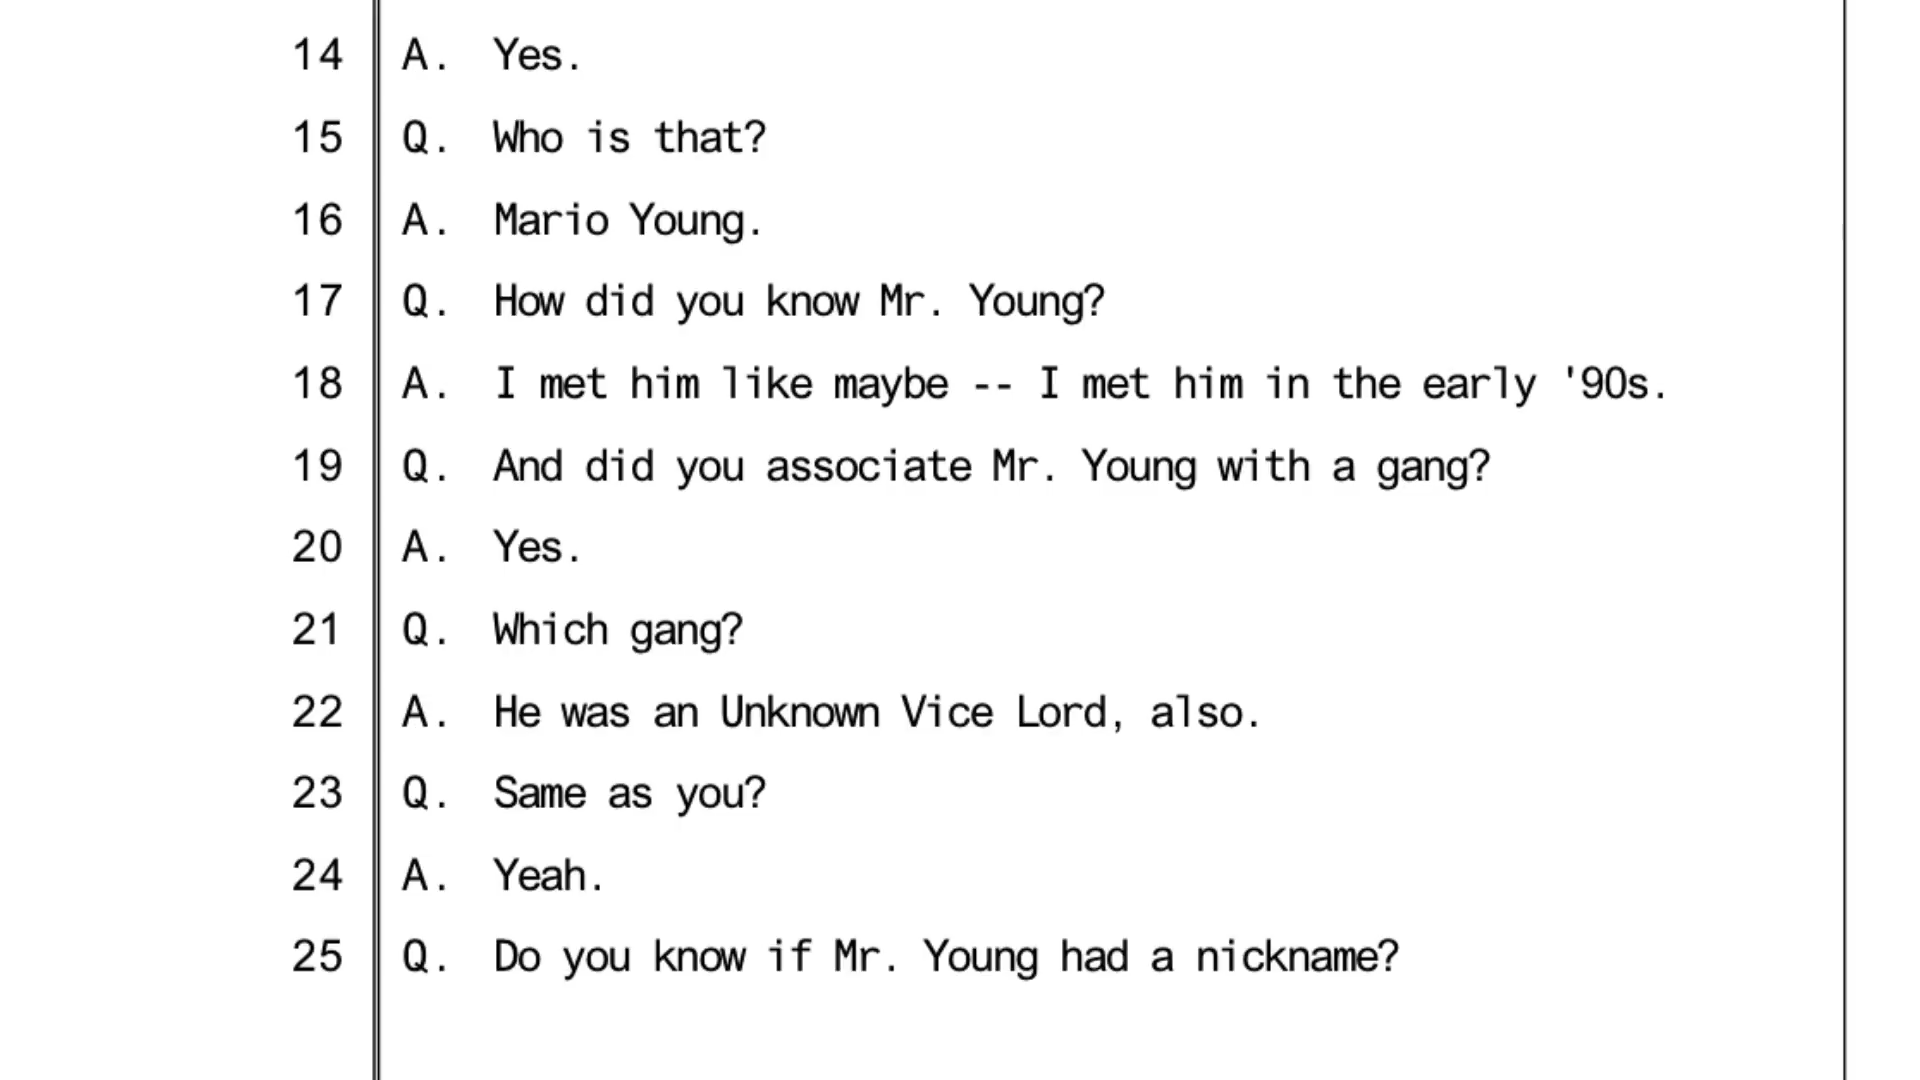 14 A. Yes.
15 Q. Who is that?
16 A. Mario Young.
17 Q. How did you know Mr. Young?
18 A. I met him like maybe -- I met him in the early '90s.
19 Q. And did you associate Mr. Young with a gang?
20 A. Yes.
21 Q. Which gang?
22 A. He was an Unknown Vice Lord, also.
23 Q. Same as you?
24 A. Yeah.
25 Q. Do you know if Mr. Young had a nickname?